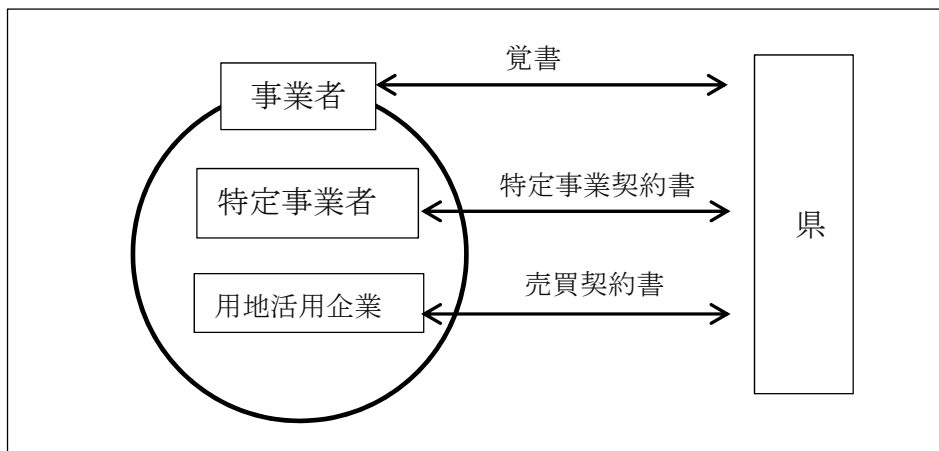 覚書
事業者
特定事業者
特定事業契約書
県
用地活用企業
売買契約書